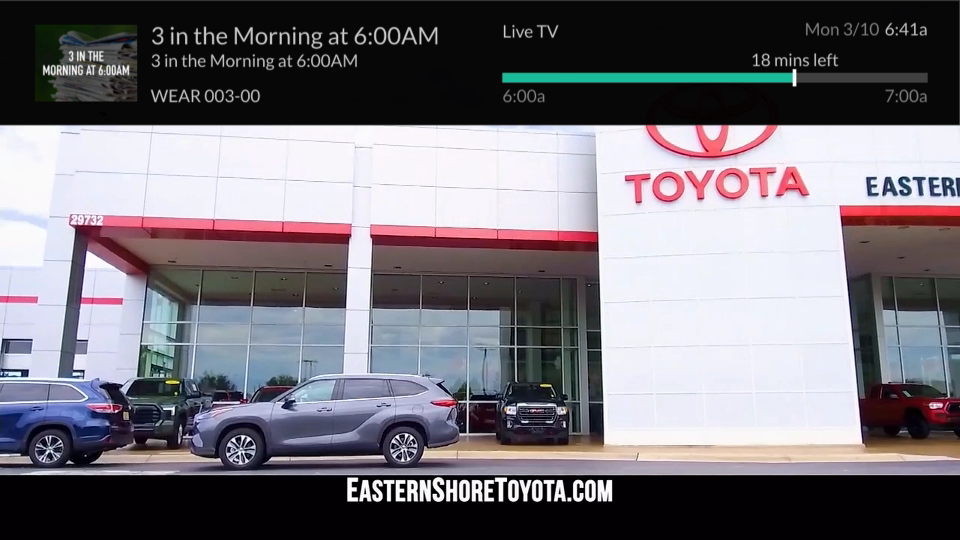 3 IN THE
MORNING AT 6:00AM
3 in the Morning at 6:00AM
3 in the Morning at 6:00AM
WEAR 003-00
Live TV
Mon 3/10 6:41a
18 mins left
6:00a
7:00a
TOYOTA
EASTER
29732
EASTERNSHORETOYOTA.COM